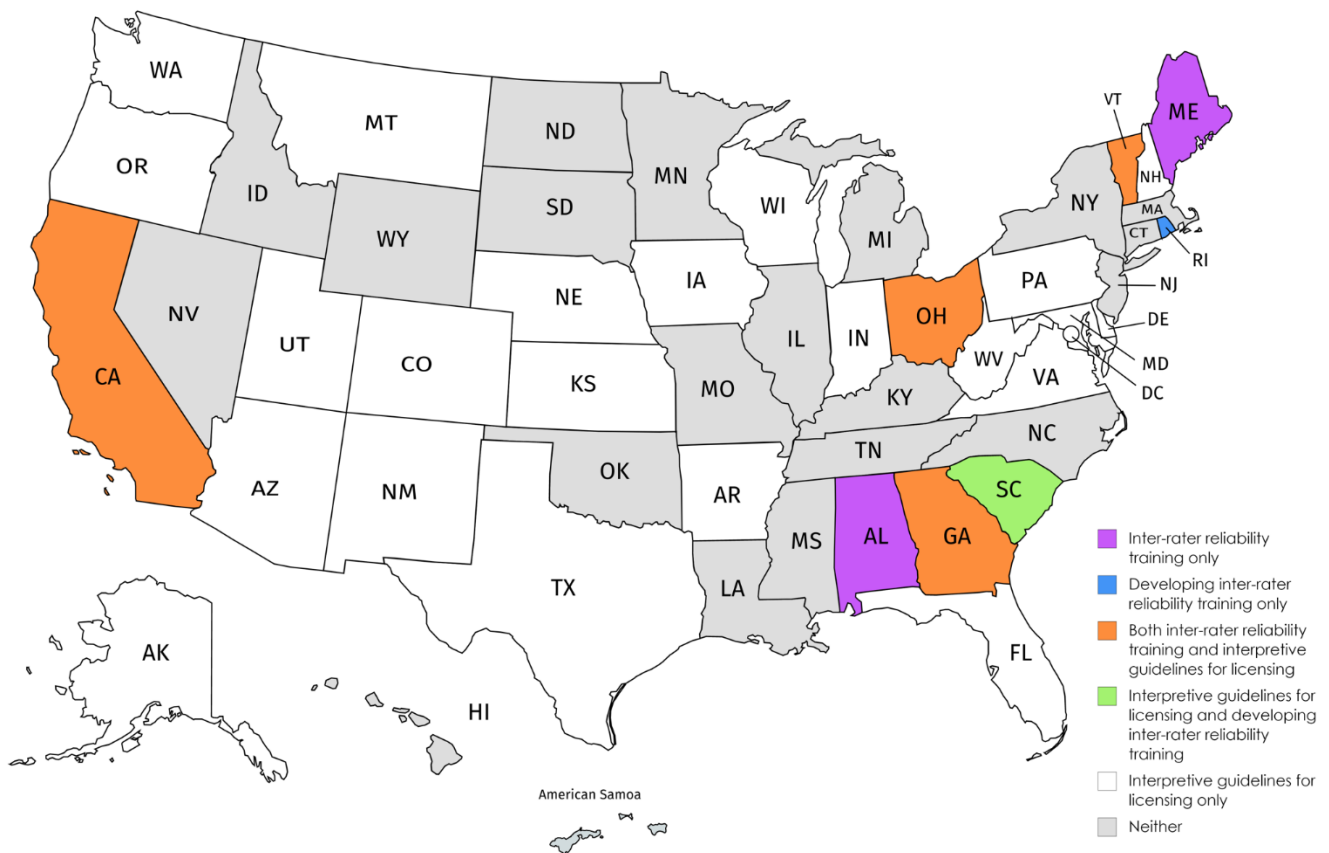 WA
MT
ND
MN
VT
ME
OR
ID
SD
WI
MI
NY
NH
MA
CT
RI
WY
IA
PA
NJ
NE
NV
UT
CO
IL
IN
OH
DE
WV
MD
VA
DC
CA
KS
MO
KY
NC
TN
AZ
NM
OK
AR
SC
MS
AL
GA
TX
LA
AK
HI
FL
American Samoa
Inter-rater reliability
training only
Developing inter-rater
reliability training only
Both inter-rater reliability
training and interpretive
guidelines for licensing
Interpretive guidelines for
licensing and developing
inter-rater reliability
training
Interpretive guidelines for
licensing only
Neither